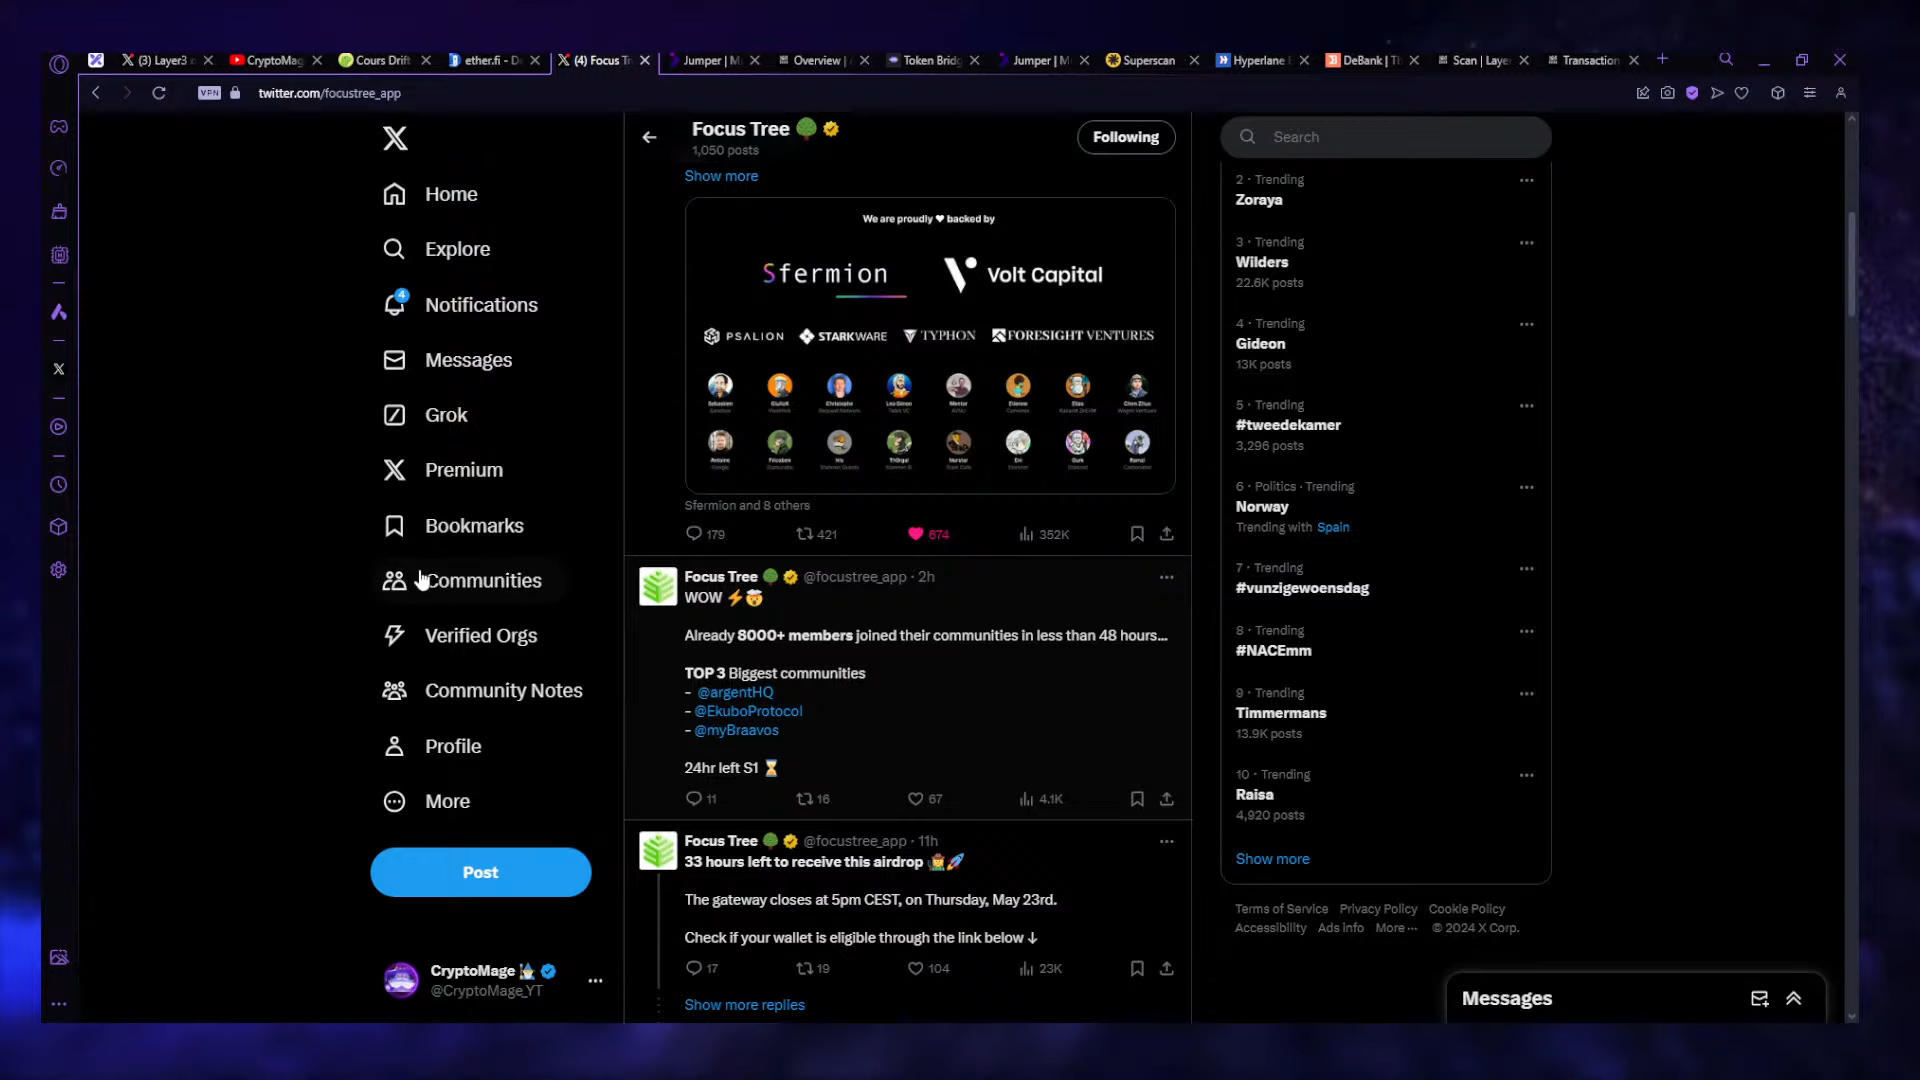 (3) Layer3
CryptoMag
Cours Drift
ether.fi - D
(4) Focus Tr
Jumper | M
Overview |
Token Bridg
Jumper | M
Superscan
Hyperlane E
DeBank | Th
Scan | Laye
Transaction
VPN
twitter.com/focustree_app
Home
Explore
4
Notifications
Messages
Grok
Premium
Bookmarks
Communities
Verified Orgs
Community Notes
Profile
More
Post
CryptoMage
@CryptoMage_YT
Focus Tree
1,050 posts
Following
Show more
We are proudly ♥ backed by
Sfermion
Volt Capital
PSALION
STARKWARE
TYPHON
FORESIGHT VENTURES
Sfermion and 8 others
179 421 674 352K
Focus Tree @focustree_app · 2h
WOW ⚡🤯
Already 8000+ members joined their communities in less than 48 hours...
TOP 3 Biggest communities
- @argentHQ
- @EkuboProtocol
- @myBraavos
24hr left S1 ⏳
11 16 67 4.1K
Focus Tree @focustree_app · 11h
33 hours left to receive this airdrop
The gateway closes at 5pm CEST, on Thursday, May 23rd.
Check if your wallet is eligible through the link below ↓
17 19 104 23K
Show more replies
Search
2 · Trending
Zoraya
3 · Trending
Wilders
22.6K posts
4 · Trending
Gideon
13K posts
5 · Trending
#tweedekamer
3,296 posts
6 · Politics · Trending
Norway
Trending with Spain
7 · Trending
#vunzigewoensdag
8 · Trending
#NACEmm
9 · Trending
Timmermans
13.9K posts
10 · Trending
Raisa
4,920 posts
Show more
Terms of Service Privacy Policy Cookie Policy
Accessibility Ads info More ··· © 2024 X Corp.
Messages